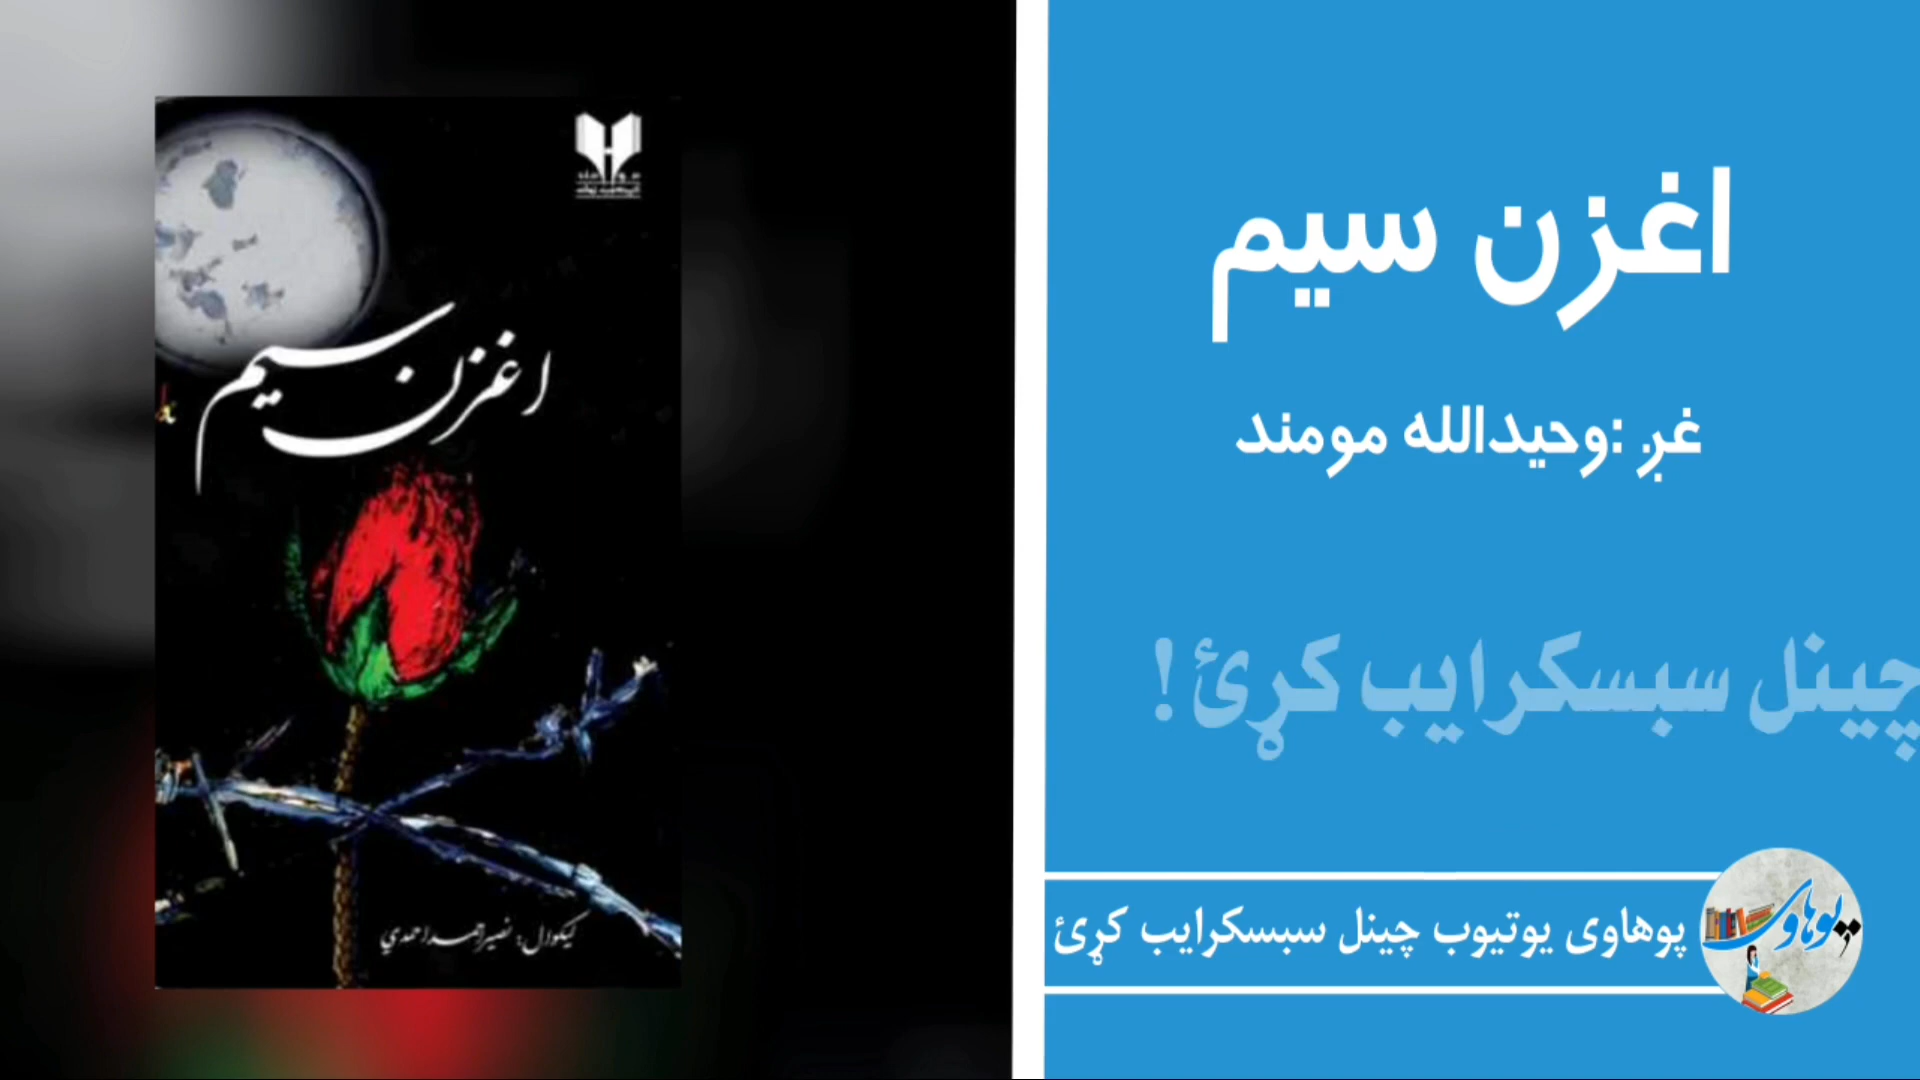 اغزن سیم
لیکوال: نصیر احمد احمدي
اغزن سیم
غږ :وحیدالله مومند
چینل سبسکرایب کړئ!
پوهاوی یوتیوب چینل سبسکرایب کړئ
پوهاوی